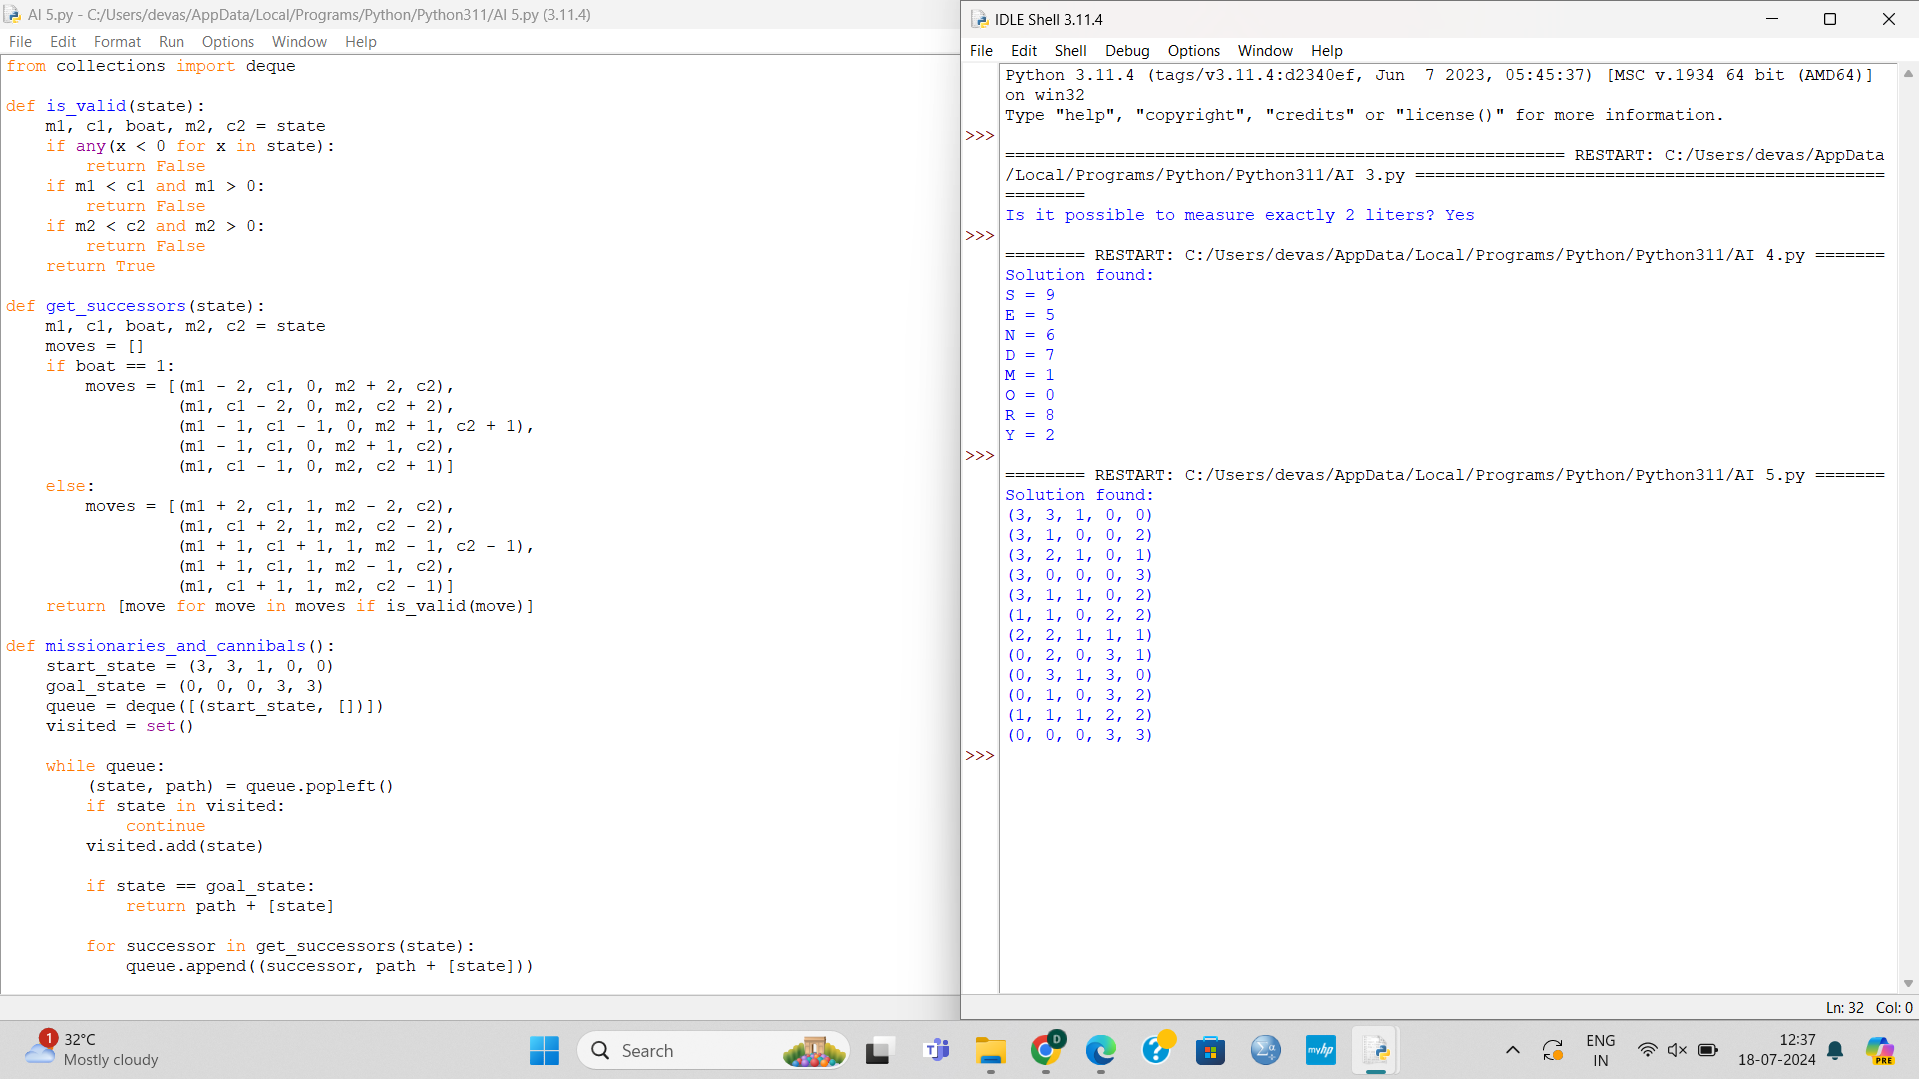 AI 5.py - C:/Users/devas/AppData/Local/Programs/Python/Python311/AI 5.py (3.11.4)
File Edit Format Run Options Window Help
from collections import deque
def is_valid(state):
    m1, c1, boat, m2, c2 = state
    if any(x < 0 for x in state):
        return False
    if m1 < c1 and m1 > 0:
        return False
    if m2 < c2 and m2 > 0:
        return False
    return True
def get_successors(state):
    m1, c1, boat, m2, c2 = state
    moves = []
    if boat == 1:
        moves = [(m1 - 2, c1, 0, m2 + 2, c2),
                 (m1, c1 - 2, 0, m2, c2 + 2),
                 (m1 - 1, c1 - 1, 0, m2 + 1, c2 + 1),
                 (m1 - 1, c1, 0, m2 + 1, c2),
                 (m1, c1 - 1, 0, m2, c2 + 1)]
    else:
        moves = [(m1 + 2, c1, 1, m2 - 2, c2),
                 (m1, c1 + 2, 1, m2, c2 - 2),
                 (m1 + 1, c1 + 1, 1, m2 - 1, c2 - 1),
                 (m1 + 1, c1, 1, m2 - 1, c2),
                 (m1, c1 + 1, 1, m2, c2 - 1)]
    return [move for move in moves if is_valid(move)]
def missionaries_and_cannibals():
    start_state = (3, 3, 1, 0, 0)
    goal_state = (0, 0, 0, 3, 3)
    queue = deque([(start_state, [])])
    visited = set()
    while queue:
        (state, path) = queue.popleft()
        if state in visited:
            continue
        visited.add(state)
        if state == goal_state:
            return path + [state]
        for successor in get_successors(state):
            queue.append((successor, path + [state]))
IDLE Shell 3.11.4
File Edit Shell Debug Options Window Help
Python 3.11.4 (tags/v3.11.4:d2340ef, Jun  7 2023, 05:45:37) [MSC v.1934 64 bit (AMD64)]
on win32
Type "help", "copyright", "credits" or "license()" for more information.
>>>
======================================================== RESTART: C:/Users/devas/AppData
/Local/Programs/Python/Python311/AI 3.py ===============================================
========
Is it possible to measure exactly 2 liters? Yes
>>>
======== RESTART: C:/Users/devas/AppData/Local/Programs/Python/Python311/AI 4.py =======
Solution found:
S = 9
E = 5
N = 6
D = 7
M = 1
O = 0
R = 8
Y = 2
>>>
======== RESTART: C:/Users/devas/AppData/Local/Programs/Python/Python311/AI 5.py =======
Solution found:
(3, 3, 1, 0, 0)
(3, 1, 0, 0, 2)
(3, 2, 1, 0, 1)
(3, 0, 0, 0, 3)
(3, 1, 1, 0, 2)
(1, 1, 0, 2, 2)
(2, 2, 1, 1, 1)
(0, 2, 0, 3, 1)
(0, 3, 1, 3, 0)
(0, 1, 0, 3, 2)
(1, 1, 1, 2, 2)
(0, 0, 0, 3, 3)
>>>
Ln: 32 Col: 0
1
32°C
Mostly cloudy
Search
D
myhp
ENG
IN
12:37
18-07-2024
PRE